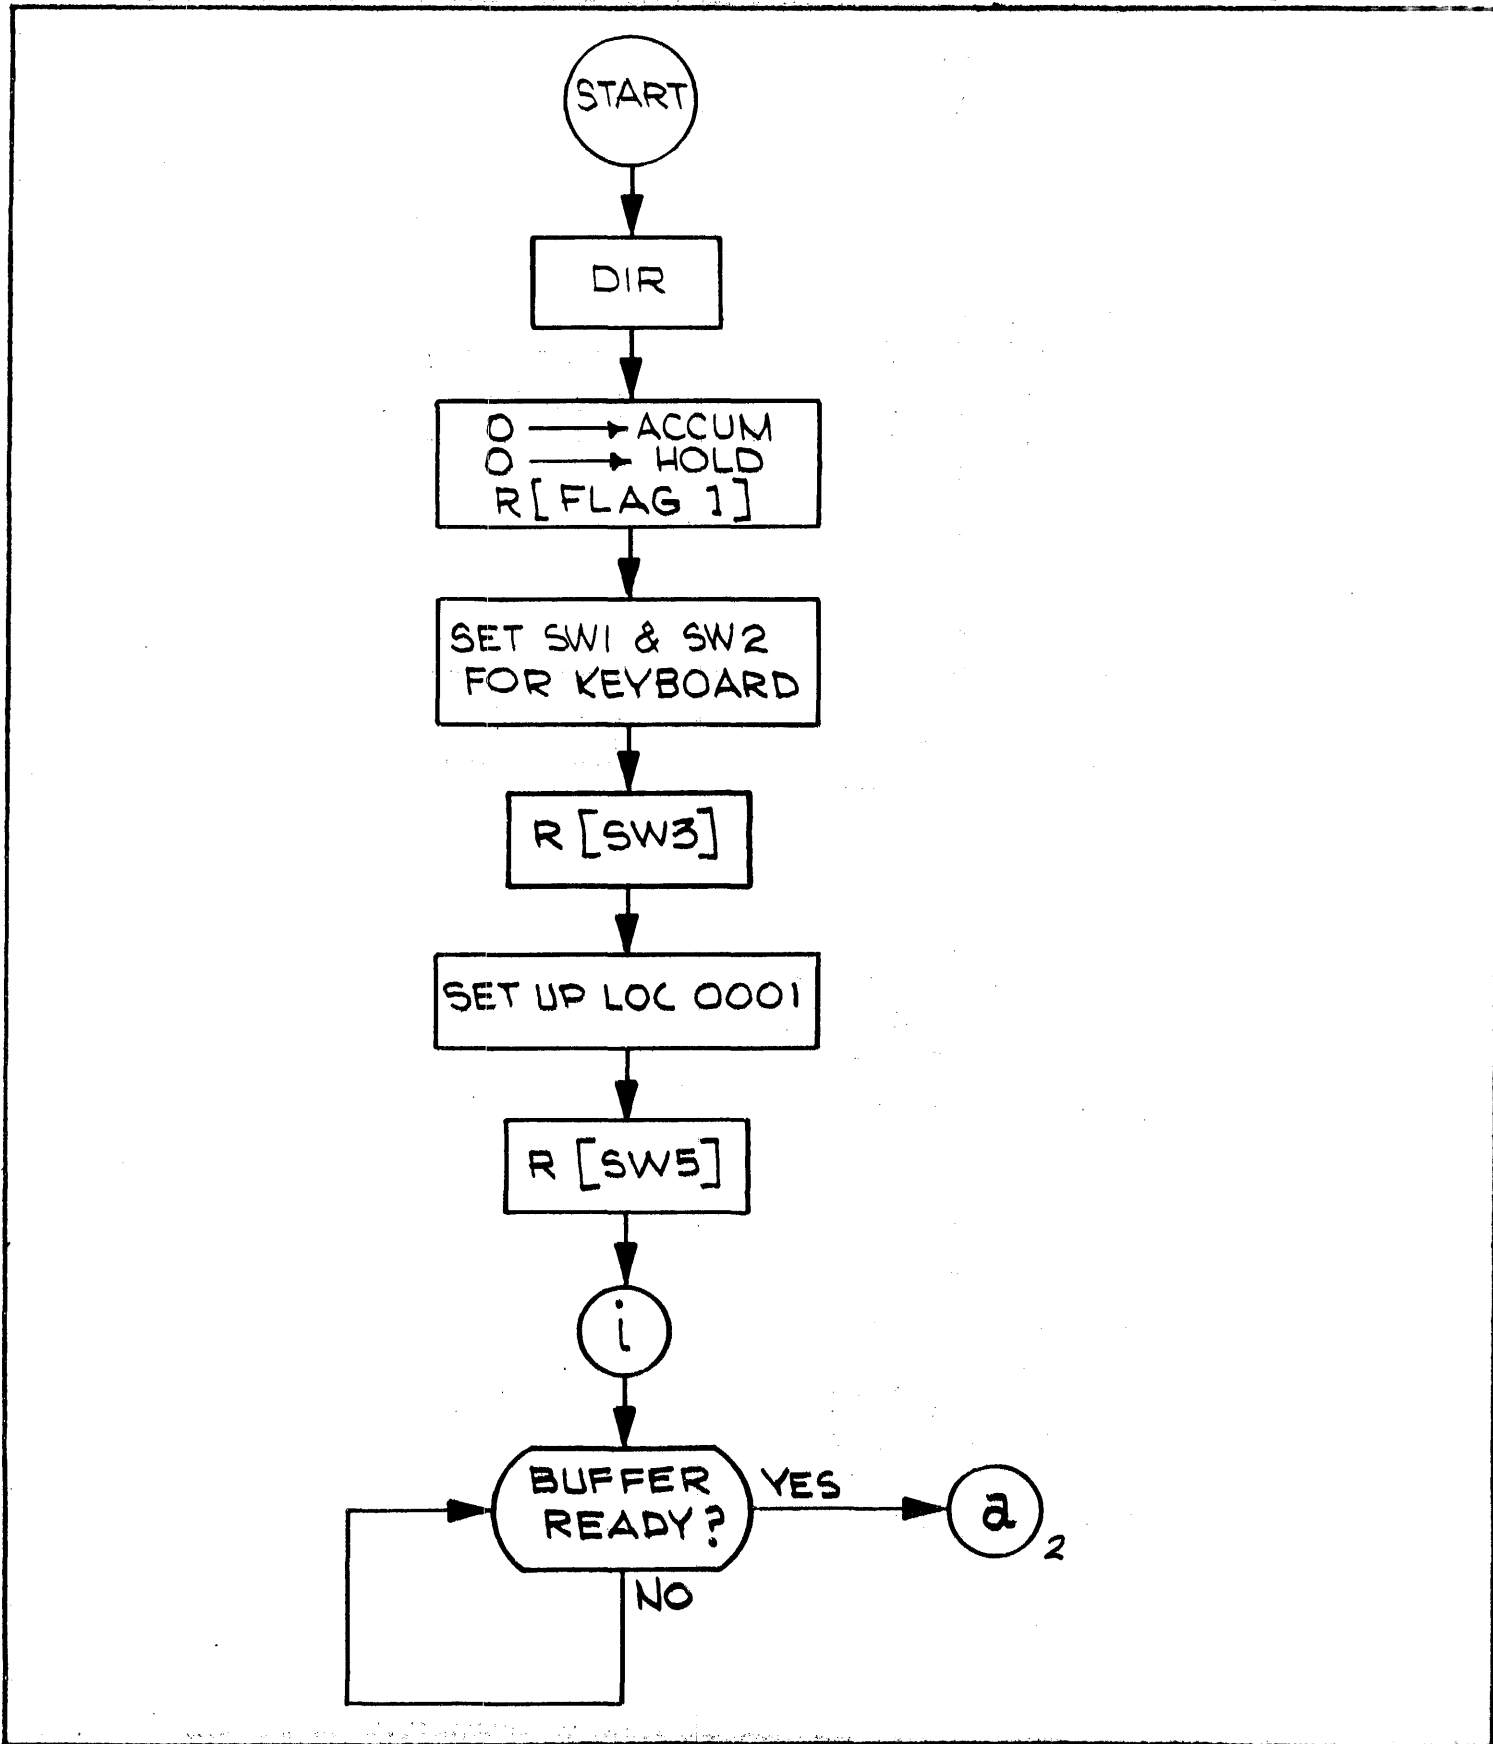 START
DIR
0 → ACCUM
0 → HOLD
R [ FLAG 1 ]
SET SW1 & SW2
FOR KEYBOARD
R [SW3]
SET UP LOC 0001
R [SW5]
i
BUFFER
READY?
YES
a
2
NO